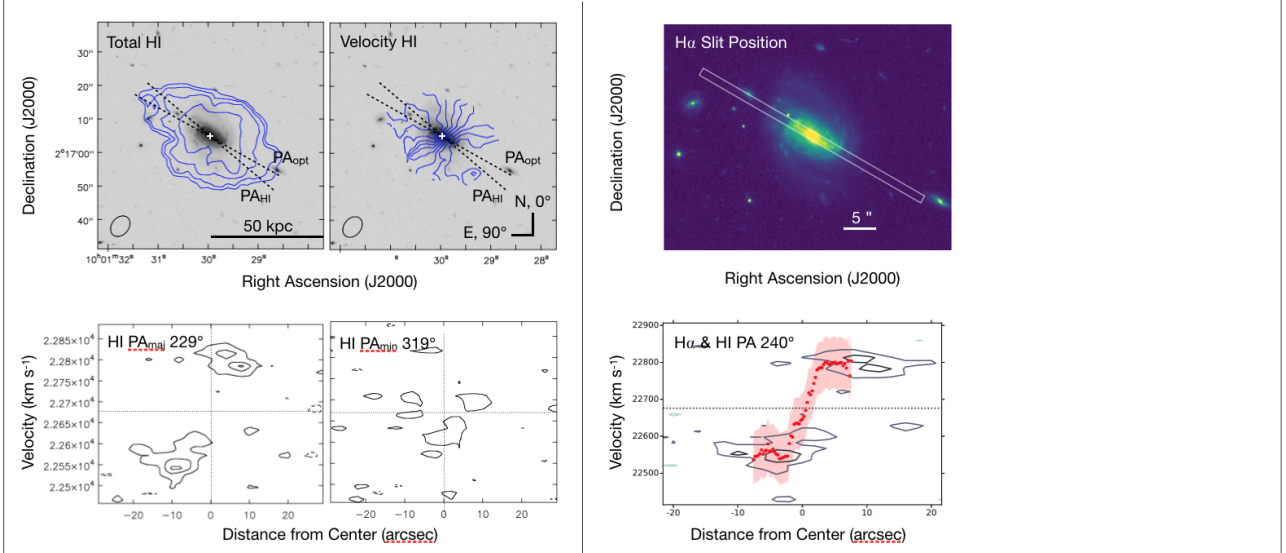 Total HI
Velocity HI
Hα Slit Position
Declination (J2000)
30"
20"
10"
2°17'00"
50"
40"
PAopt
PAHI
50 kpc
PAopt
PAHI
N, 0°
E, 90°
10h01m32s 31s 30s 29s
s 30s 29s 28s
Right Ascension (J2000)
Declination (J2000)
5 "
Right Ascension (J2000)
HI PAmaj 229°
HI PAmin 319°
Hα & HI PA 240°
Velocity (km s-1)
2.285×10⁴
2.28×10⁴
2.275×10⁴
2.27×10⁴
2.265×10⁴
2.26×10⁴
2.255×10⁴
2.25×10⁴
−20 −10 0 10 20
−20 −10 0 10 20
Distance from Center (arcsec)
Velocity (km s-1)
22900
22800
22700
22600
22500
-20 -10 0 10 20
Distance from Center (arcsec)